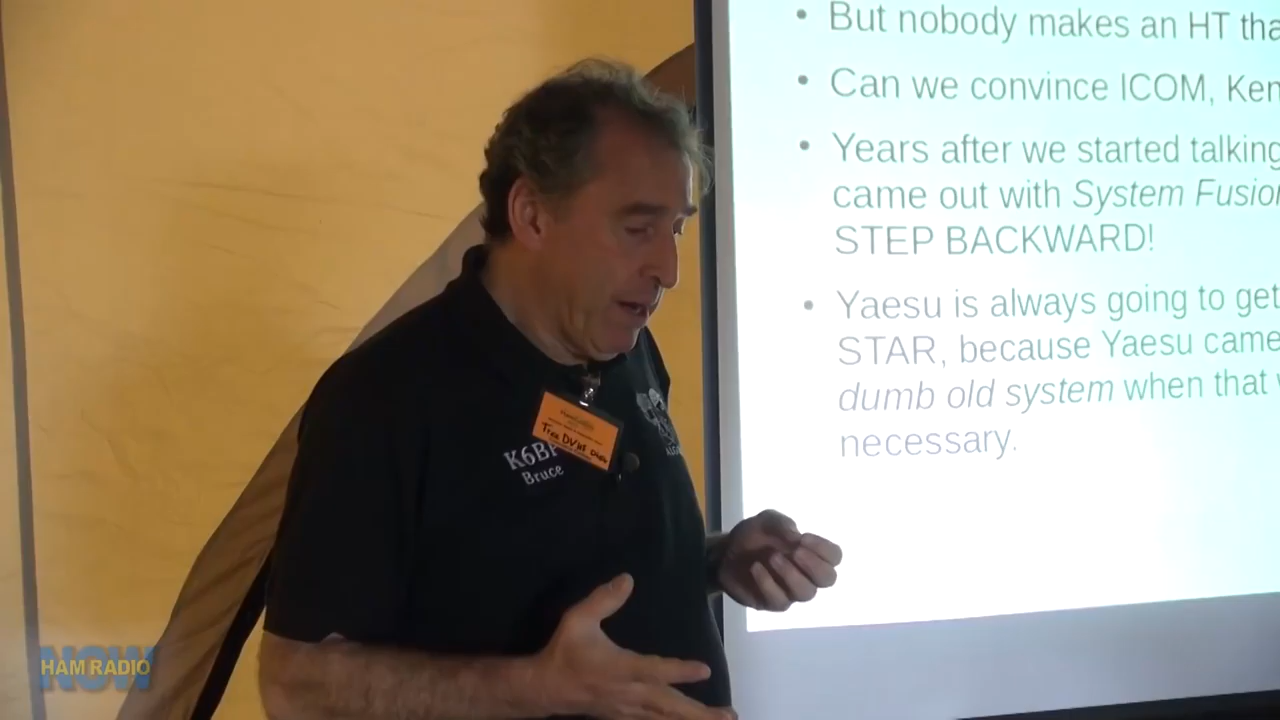 • But nobody makes an HT tha
• Can we convince ICOM, Ken
• Years after we started talking
came out with System Fusion
STEP BACKWARD!
• Yaesu is always going to get
STAR, because Yaesu came
dumb old system when that
necessary.
K6BP
Bruce
HAM RADIO
NOW